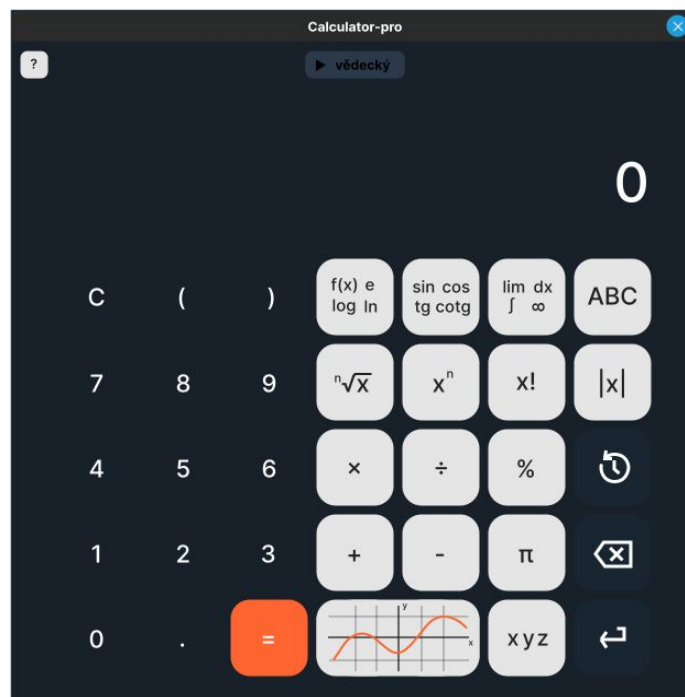 Calculator-pro
?
▶ vědecký
0
C ( ) f(x) e log ln sin cos tg cotg lim dx ∫ ∞ ABC
7 8 9 ⁿ√x xⁿ x! |x|
4 5 6 × ÷ %
1 2 3 + - π
0 . = y x x y z